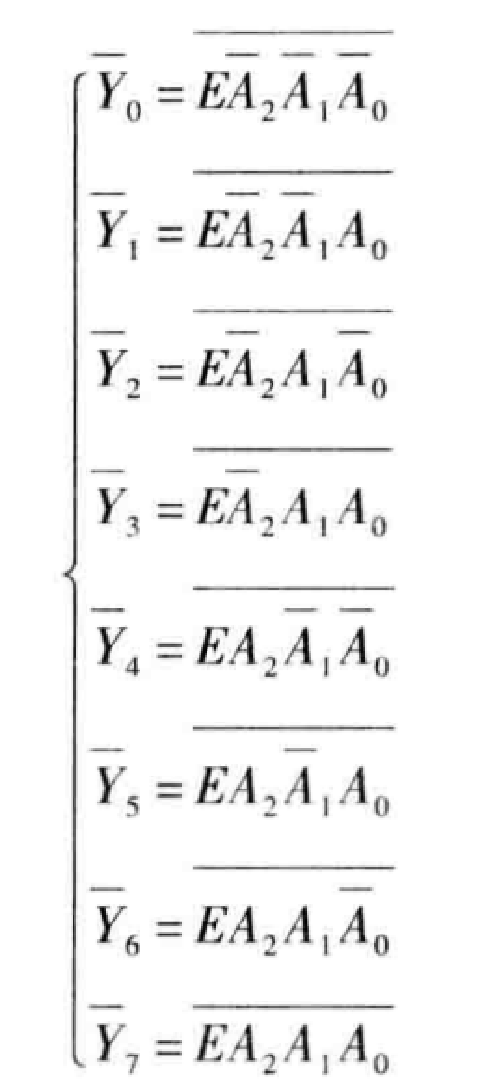 \overline{Y}_0 = \overline{E\overline{A}_2\overline{A}_1\overline{A}_0}
\overline{Y}_1 = \overline{E\overline{A}_2\overline{A}_1A_0}
\overline{Y}_2 = \overline{E\overline{A}_2A_1\overline{A}_0}
\overline{Y}_3 = \overline{E\overline{A}_2A_1A_0}
\overline{Y}_4 = \overline{EA_2\overline{A}_1\overline{A}_0}
\overline{Y}_5 = \overline{EA_2\overline{A}_1A_0}
\overline{Y}_6 = \overline{EA_2A_1\overline{A}_0}
\overline{Y}_7 = \overline{EA_2A_1A_0}